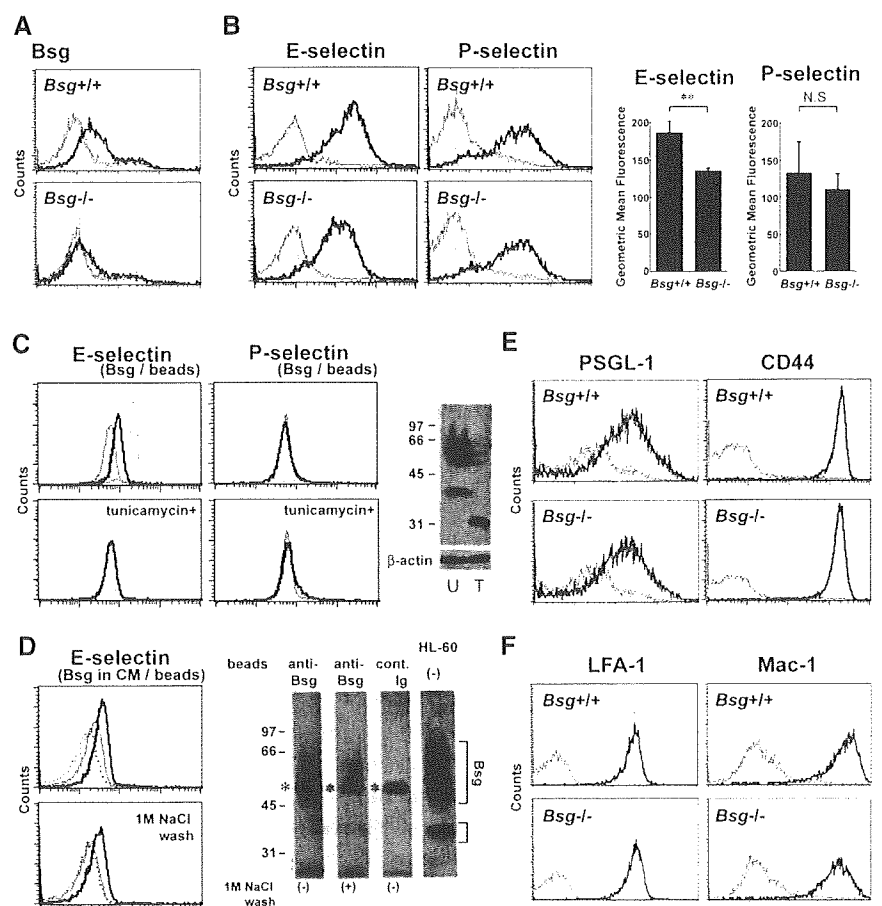 A
Bsg
Bsg+/+
Bsg-/-
Counts
B
E-selectin
P-selectin
Bsg+/+
Bsg+/+
Bsg-/-
Bsg-/-
E-selectin
**
Geometric Mean Fluorescence
200
150
100
50
0
Bsg+/+ Bsg-/-
P-selectin
N.S
Geometric Mean Fluorescence
200
150
100
50
0
Bsg+/+ Bsg-/-
C
E-selectin
(Bsg / beads)
P-selectin
(Bsg / beads)
tunicamycin+
tunicamycin+
Counts
97 –
66 –
45 –
31 –
β-actin
U T
D
E-selectin
(Bsg in CM / beads)
1M NaCl
wash
Counts
beads
anti-
Bsg
anti-
Bsg
cont.
Ig
HL-60
(-)
97 –
66 –
*
*
*
45 –
31 –
Bsg
1M NaCl
wash
(-)
(+)
(-)
E
PSGL-1
CD44
Bsg+/+
Bsg+/+
Bsg-/-
Bsg-/-
Counts
F
LFA-1
Mac-1
Bsg+/+
Bsg+/+
Bsg-/-
Bsg-/-
Counts